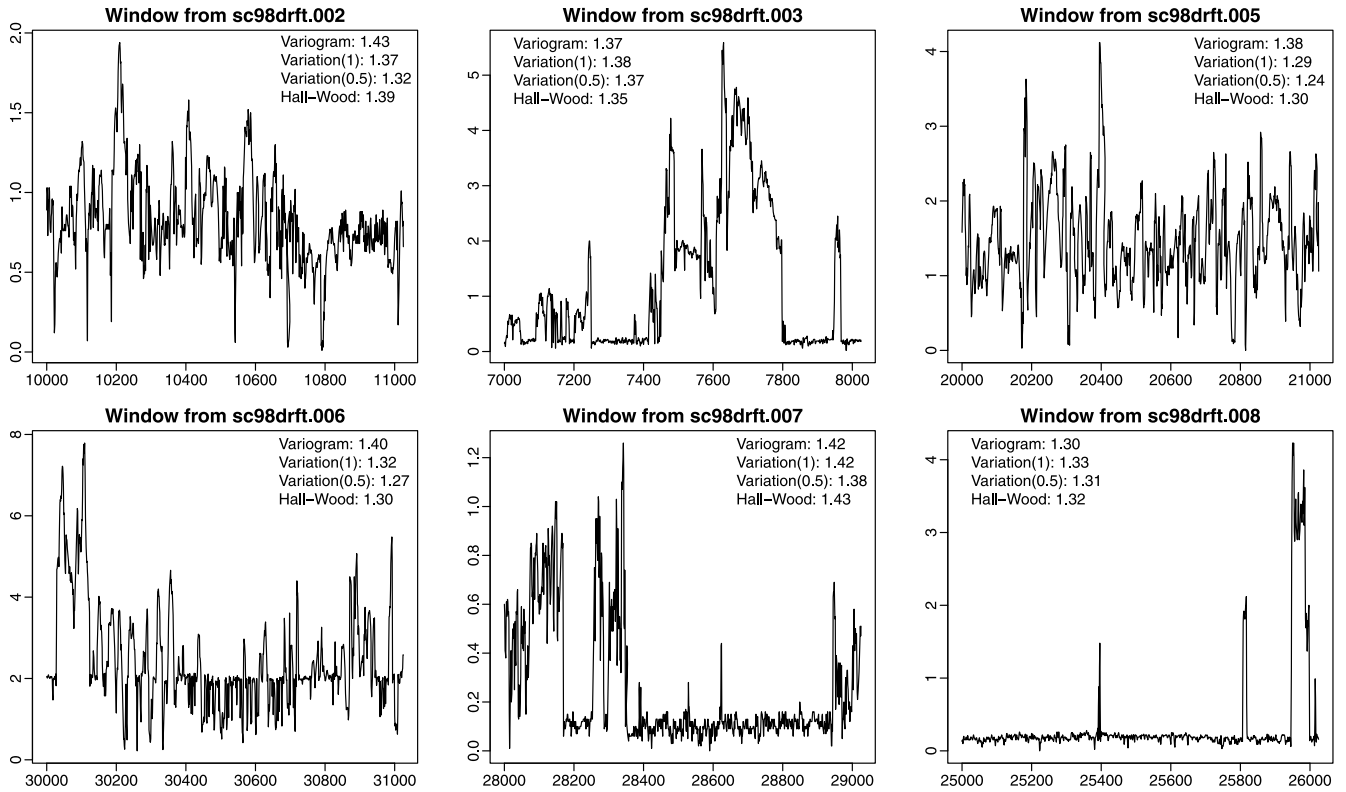 Window from sc98drft.002
Variogram: 1.43
Variation(1): 1.37
Variation(0.5): 1.32
Hall−Wood: 1.39
0.0
0.5
1.0
1.5
2.0
10000 10200 10400 10600 10800 11000
Window from sc98drft.003
Variogram: 1.37
Variation(1): 1.38
Variation(0.5): 1.37
Hall−Wood: 1.35
0
1
2
3
4
5
7000 7200 7400 7600 7800 8000
Window from sc98drft.005
Variogram: 1.38
Variation(1): 1.29
Variation(0.5): 1.24
Hall−Wood: 1.30
0
1
2
3
4
20000 20200 20400 20600 20800 21000
Window from sc98drft.006
Variogram: 1.40
Variation(1): 1.32
Variation(0.5): 1.27
Hall−Wood: 1.30
0
2
4
6
8
30000 30200 30400 30600 30800 31000
Window from sc98drft.007
Variogram: 1.42
Variation(1): 1.42
Variation(0.5): 1.38
Hall−Wood: 1.43
0.0
0.2
0.4
0.6
0.8
1.0
1.2
28000 28200 28400 28600 28800 29000
Window from sc98drft.008
Variogram: 1.30
Variation(1): 1.33
Variation(0.5): 1.31
Hall−Wood: 1.32
0
1
2
3
4
25000 25200 25400 25600 25800 26000